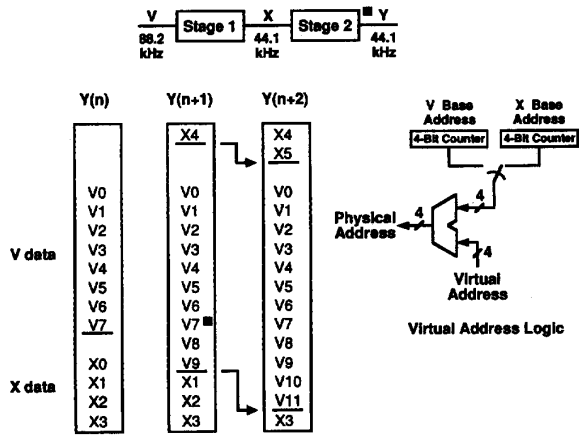 V
Stage 1
X
Stage 2
Y
88.2 kHz
44.1 kHz
44.1 kHz
Y(n)
Y(n+1)
Y(n+2)
V data
X data
V0
V1
V2
V3
V4
V5
V6
V7
X0
X1
X2
X3
X4
V0
V1
V2
V3
V4
V5
V6
V7
V8
V9
X1
X2
X3
X4
X5
V0
V1
V2
V3
V4
V5
V6
V7
V8
V9
V10
V11
X3
V Base
Address
X Base
Address
4-Bit Counter
4-Bit Counter
4
Physical
Address
4
4
Virtual
Address
Virtual Address Logic